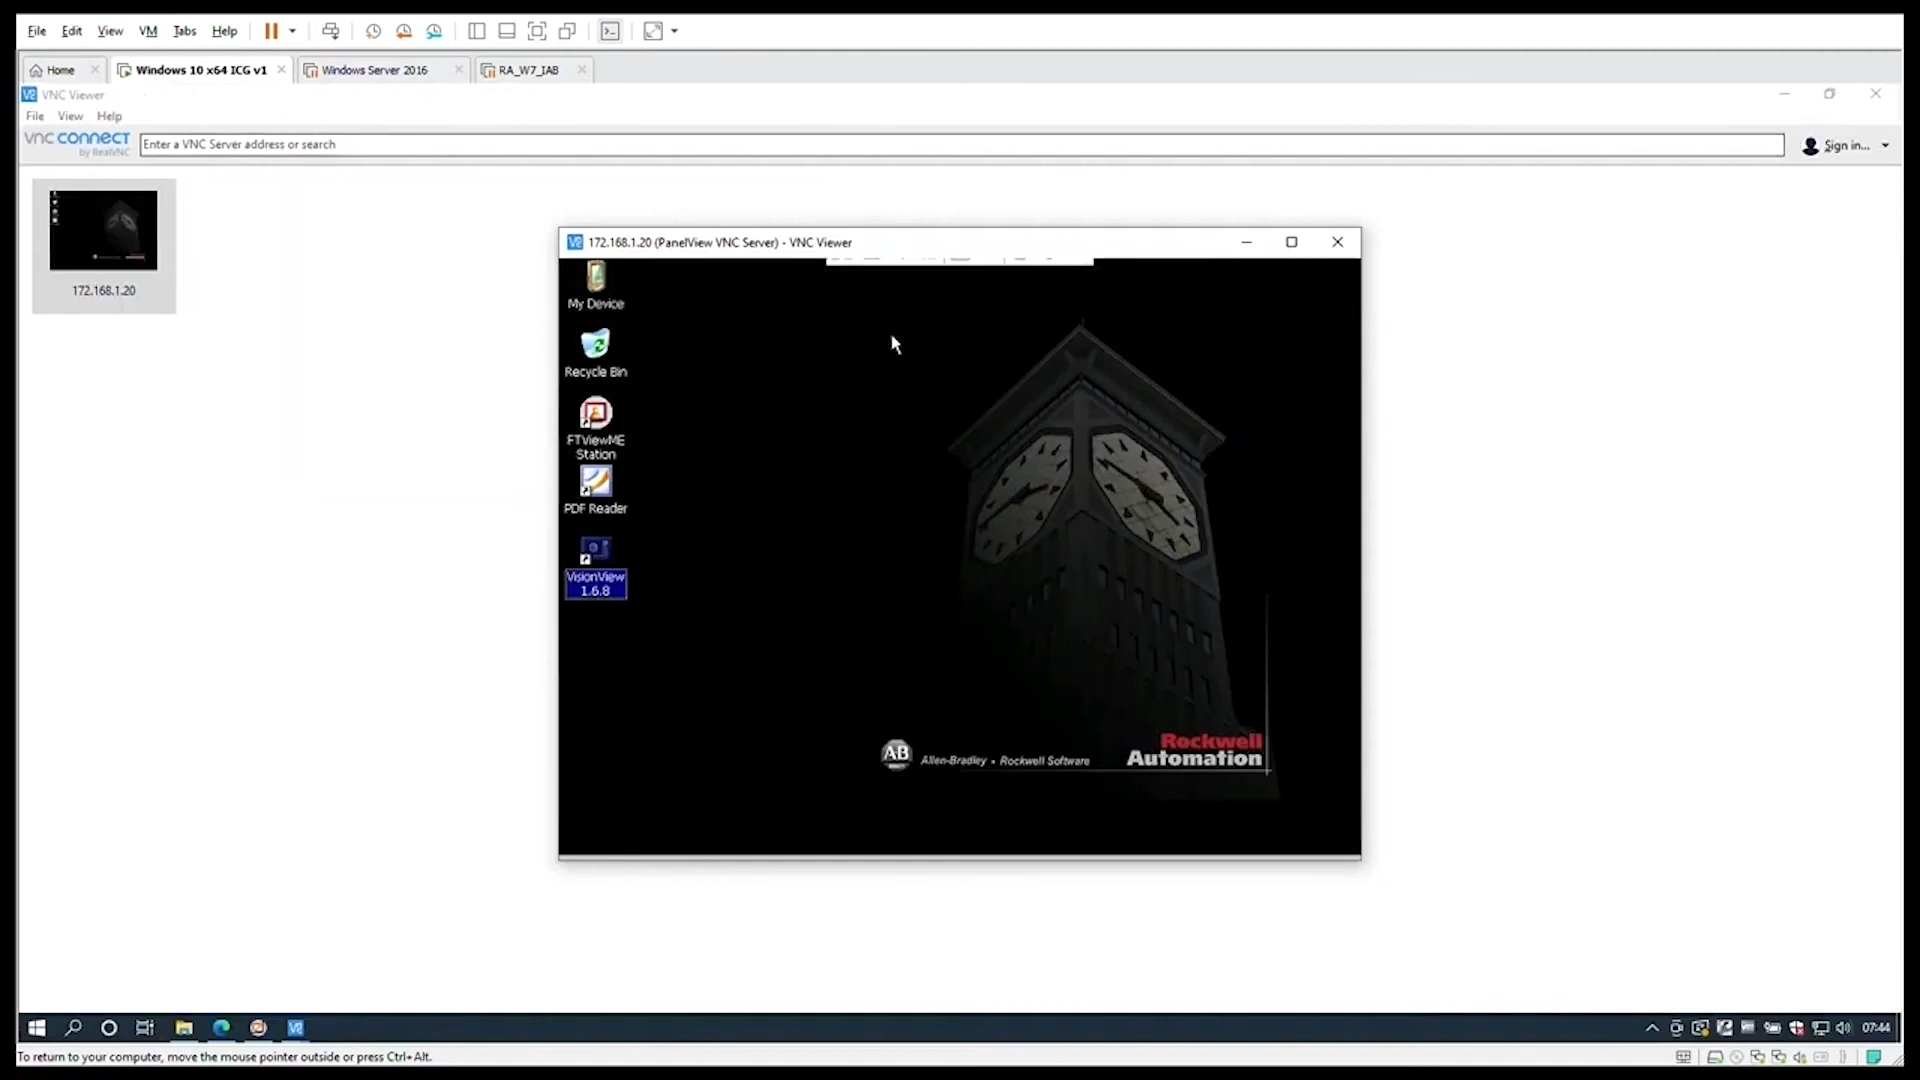 File Edit View VM Tabs Help
Home Windows 10 x64 ICG v1 Windows Server 2016 RA_W7_IAB
VNC Viewer
File View Help
vnc connect
by RealVNC
Enter a VNC Server address or search
Sign in...
172.168.1.20
172.168.1.20 (PanelView VNC Server) - VNC Viewer
My Device
Recycle Bin
FTViewME
Station
PDF Reader
VisionView
1.6.8
AB Allen-Bradley • Rockwell Software
Rockwell
Automation
07:44
To return to your computer, move the mouse pointer outside or press Ctrl+Alt.